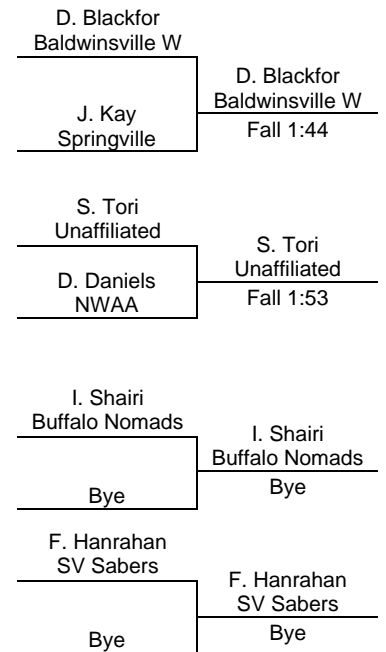 D. Blackfor
Baldwinsville W
J. Kay
Springville
D. Blackfor
Baldwinsville W
Fall 1:44
S. Tori
Unaffiliated
D. Daniels
NWAA
S. Tori
Unaffiliated
Fall 1:53
I. Shairi
Buffalo Nomads
Bye
I. Shairi
Buffalo Nomads
Bye
F. Hanrahan
SV Sabers
Bye
F. Hanrahan
SV Sabers
Bye